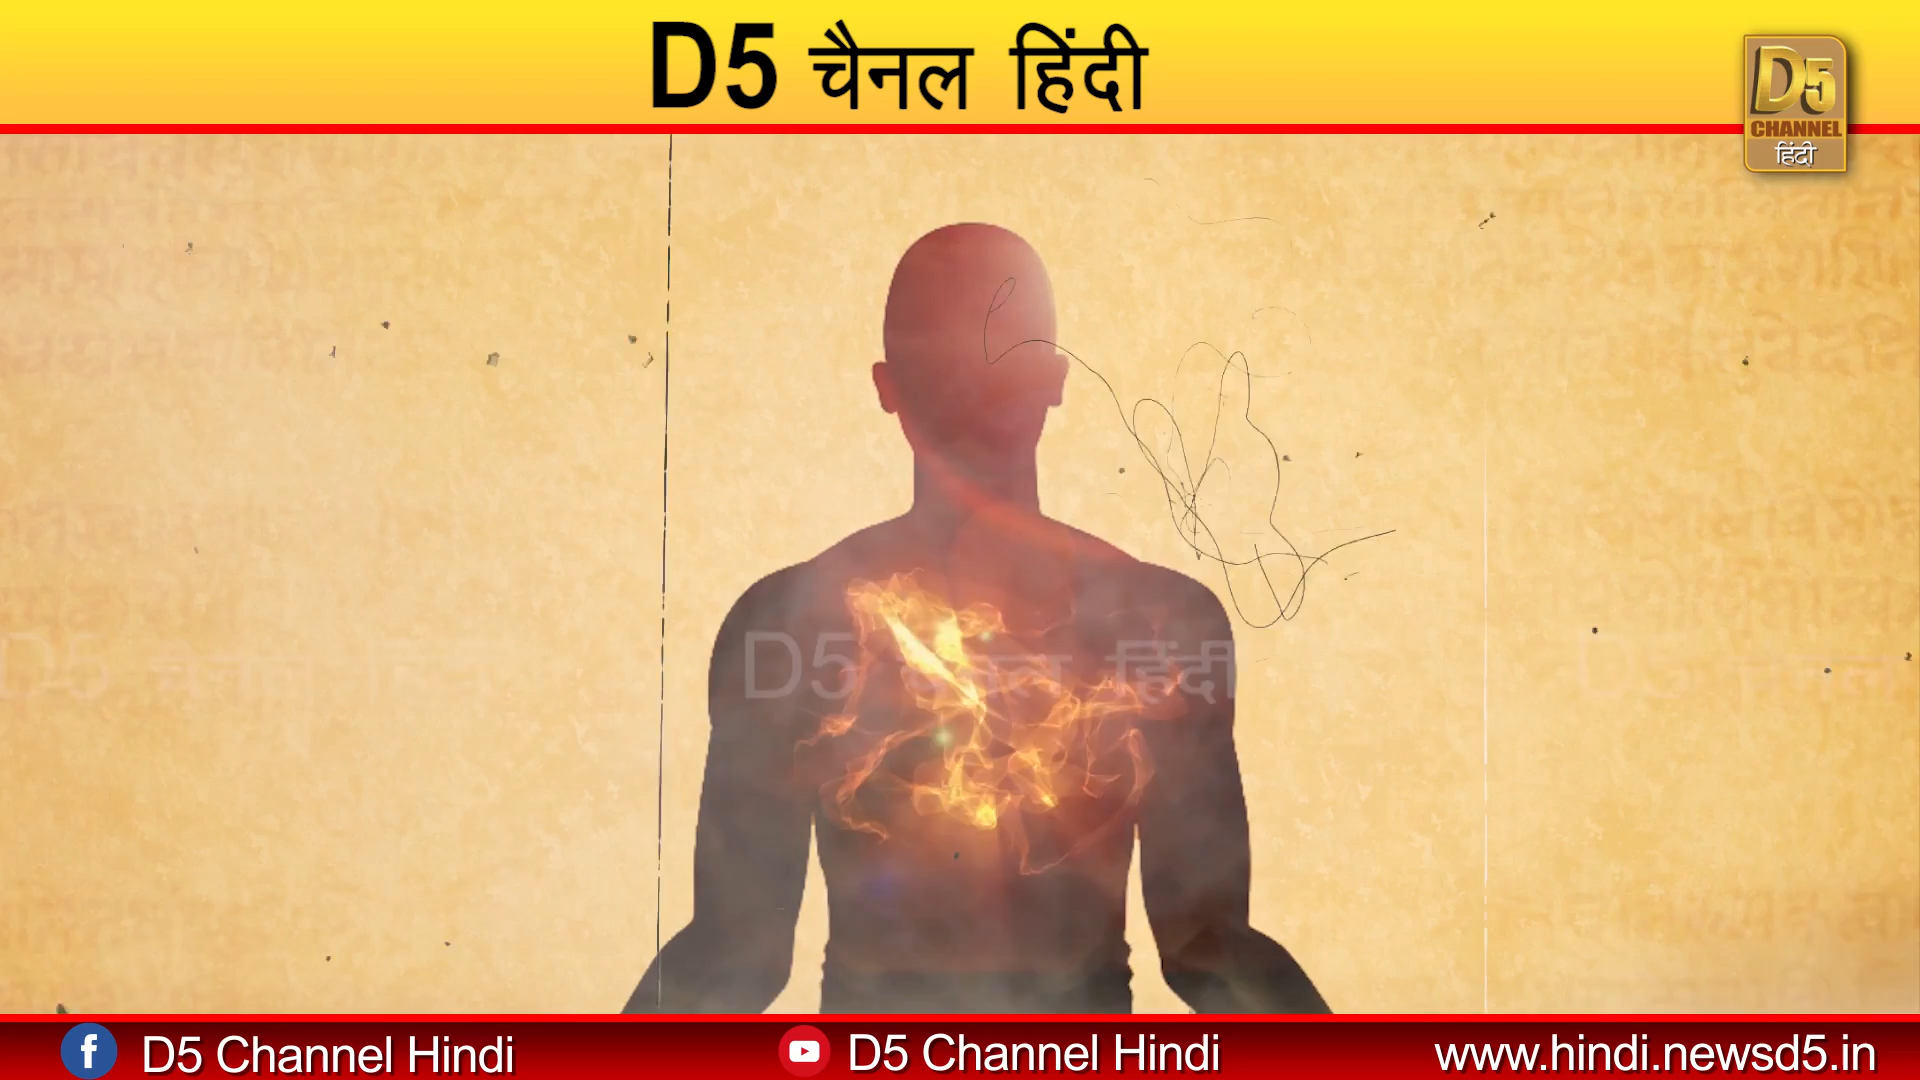 D5 चैनल हिंदी
D5
CHANNEL
हिंदी
D5 चैनल हिंदी
D5 Channel Hindi
D5 Channel Hindi
www.hindi.newsd5.in